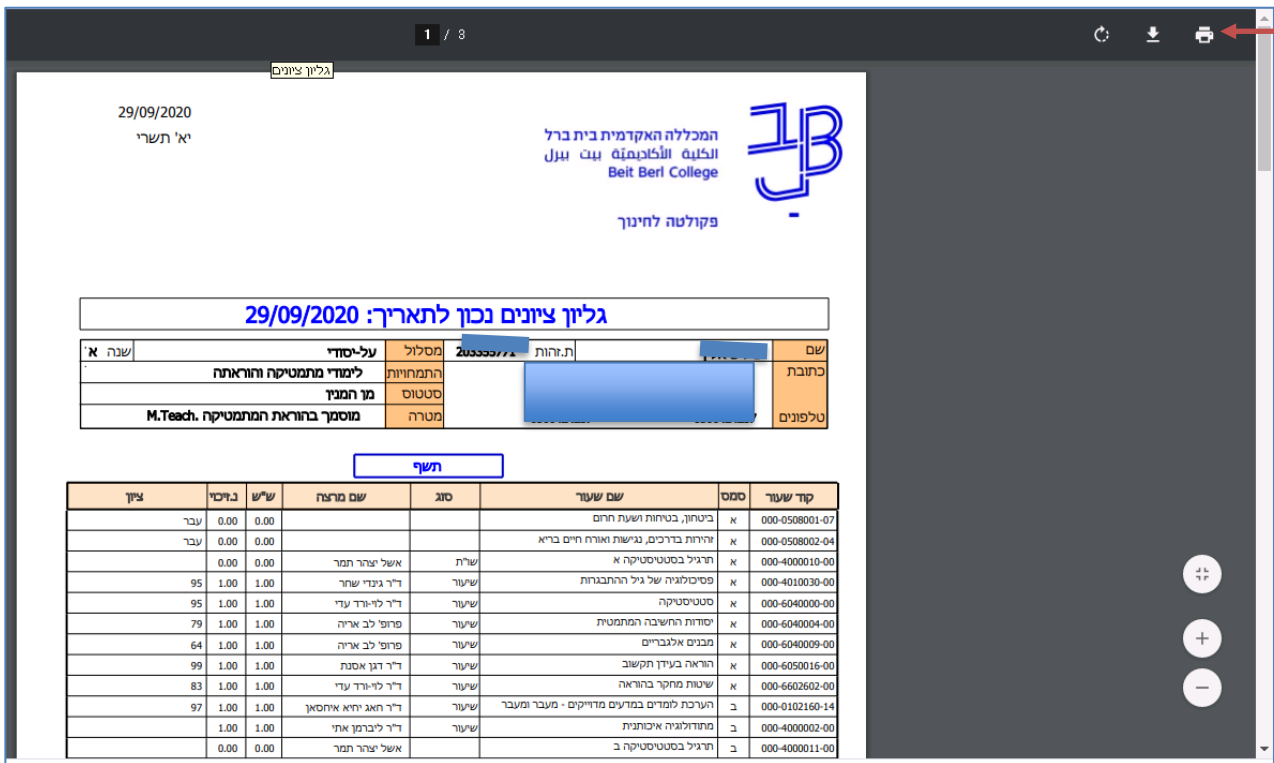 1 / 3
גליון ציונים
29/09/2020
יא' תשרי
המכללה האקדמית בית ברל
الكلية الأكاديميّة بيت بيرل
Beit Berl College
פקולטה לחינוך
גליון ציונים נכון לתאריך: 29/09/2020
שם ת.זהות מסלול על-יסודי שנה א'
כתובת התמחויות לימודי מתמטיקה והוראתה
סטטוס מן המנין
טלפונים מטרה מוסמך בהוראת המתמטיקה M.Teach.
תשף
קוד שעור סמס שם שעור סוג שם מרצה ש"ש נ.זיכוי ציון
000-0508001-07 א ביטחון, בטיחות ושעת חרום 0.00 0.00 עבר
000-0508002-04 א זהירות בדרכים, נגישות ואורח חיים בריא 0.00 0.00 עבר
000-4000010-00 א תרגיל בסטטיסטיקה א שו"ת אשל יצהר תמר 0.00 0.00
000-4010030-00 א פסיכולוגיה של גיל ההתבגרות שיעור ד"ר גינדי שחר 1.00 1.00 95
000-6040000-00 א סטטיסטיקה שיעור ד"ר לוי-ורד עדי 1.00 1.00 95
000-6040004-00 א יסודות החשיבה המתמטית שיעור פרופ' לב אריה 1.00 1.00 79
000-6040009-00 א מבנים אלגבריים שיעור פרופ' לב אריה 1.00 1.00 64
000-6050016-00 א הוראה בעידן תקשוב שיעור ד"ר דגן אסנת 1.00 1.00 99
000-6602602-00 א שיטות מחקר בהוראה שיעור ד"ר לוי-ורד עדי 1.00 1.00 83
000-0102160-14 ב הערכת לומדים במדעים מדוייקים - מעבר ומעבר שיעור ד"ר חאג יחיא איחסאן 1.00 1.00 97
000-4000002-00 ב מתודולוגיה איכותנית שיעור ד"ר ליברמן אתי 1.00 1.00
000-4000011-00 ב תרגיל בסטטיסטיקה ב אשל יצהר תמר 0.00 0.00